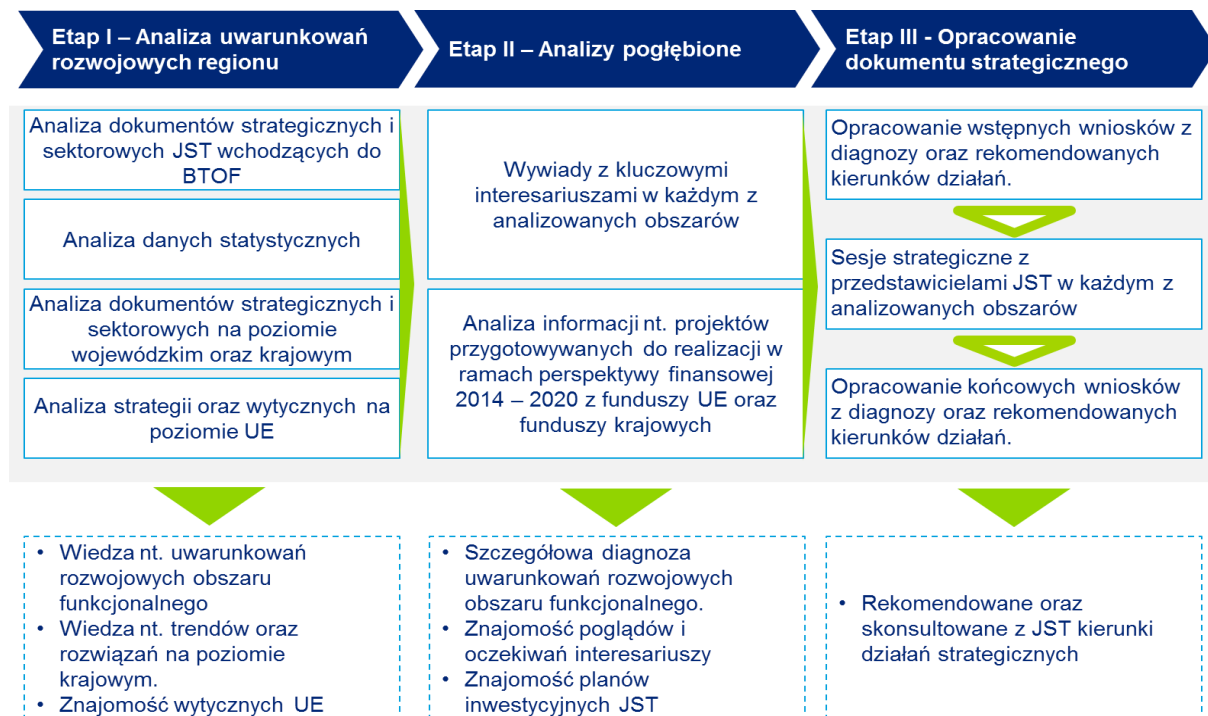 Etap I – Analiza uwarunkowań
rozwojowych regionu
Etap II – Analizy pogłębione
Etap III - Opracowanie
dokumentu strategicznego
Analiza dokumentów strategicznych i
sektorowych JST wchodzących do
BTOF
Analiza danych statystycznych
Analiza dokumentów strategicznych i
sektorowych na poziomie
wojewódzkim oraz krajowym
Analiza strategii oraz wytycznych na
poziomie UE
Wywiady z kluczowymi
interesariuszami w każdym z
analizowanych obszarów
Analiza informacji nt. projektów
przygotowywanych do realizacji w
ramach perspektywy finansowej
2014 – 2020 z funduszy UE oraz
funduszy krajowych
Opracowanie wstępnych wniosków z
diagnozy oraz rekomendowanych
kierunków działań.
Sesje strategiczne z
przedstawicielami JST w każdym z
analizowanych obszarów
Opracowanie końcowych wniosków
z diagnozy oraz rekomendowanych
kierunków działań.
• Wiedza nt. uwarunkowań
rozwojowych obszaru
funkcjonalnego
• Wiedza nt. trendów oraz
rozwiązań na poziomie
krajowym.
• Znajomość wytycznych UE
• Szczegółowa diagnoza
uwarunkowań rozwojowych
obszaru funkcjonalnego.
• Znajomość poglądów i
oczekiwań interesariuszy
• Znajomość planów
inwestycyjnych JST
• Rekomendowane oraz
skonsultowane z JST kierunki
działań strategicznych